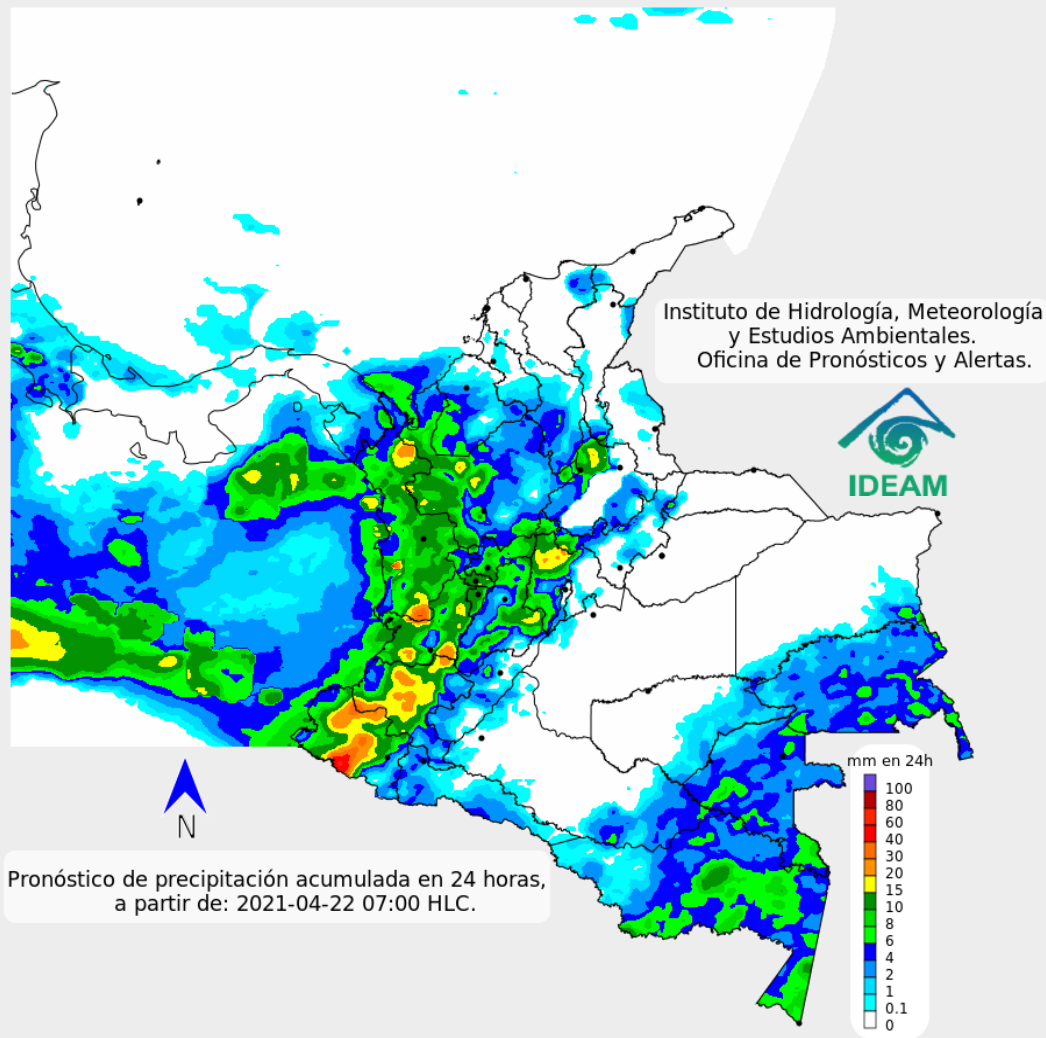 Instituto de Hidrología, Meteorología
y Estudios Ambientales.
Oficina de Pronósticos y Alertas.
IDEAM
mm en 24h
100
80
60
40
30
20
15
10
8
6
4
2
1
0.1
0
N
Pronóstico de precipitación acumulada en 24 horas,
a partir de: 2021-04-22 07:00 HLC.